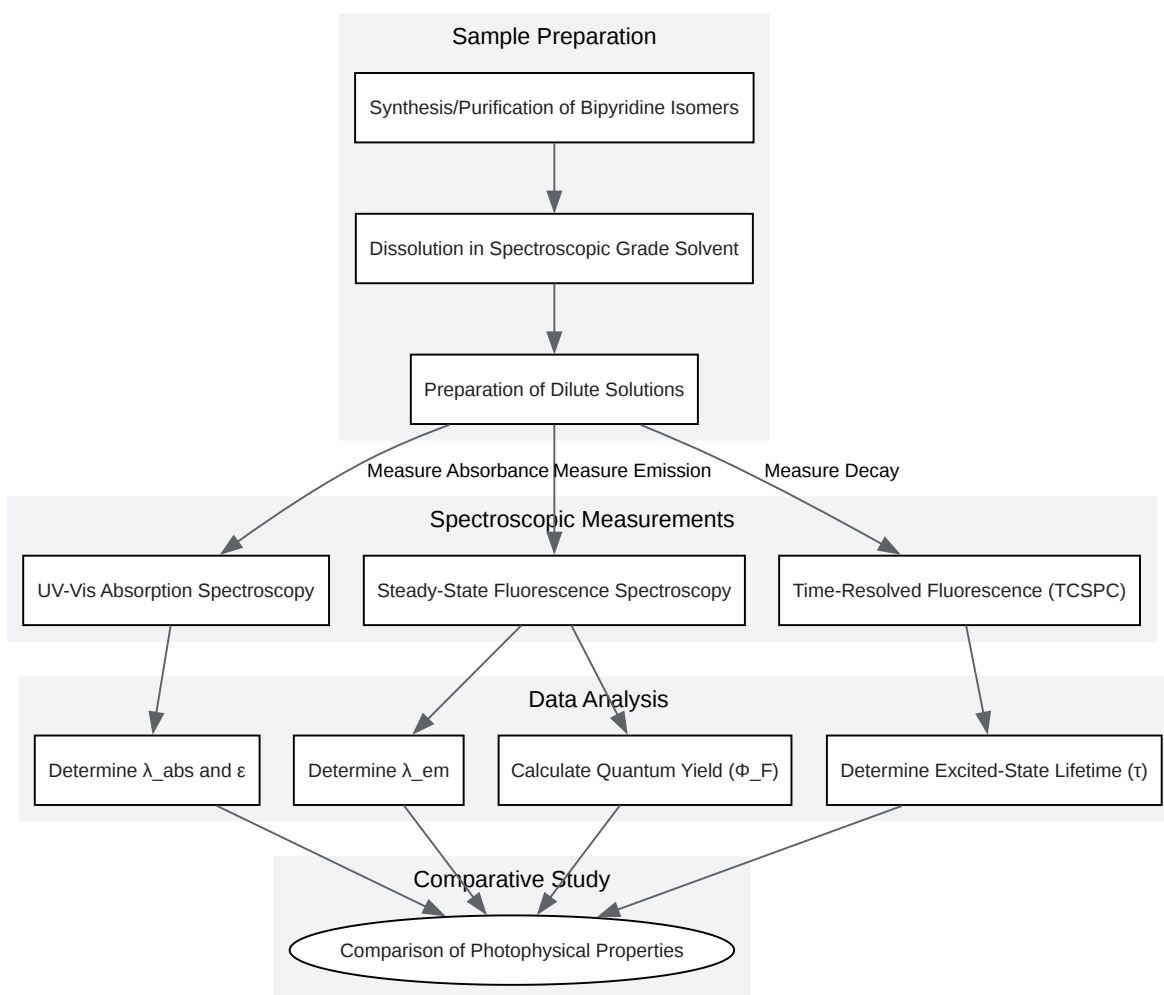 Sample Preparation
Synthesis/Purification of Bipyridine Isomers
Dissolution in Spectroscopic Grade Solvent
Preparation of Dilute Solutions
Measure Absorbance
Measure Emission
Measure Decay
Spectroscopic Measurements
UV-Vis Absorption Spectroscopy
Steady-State Fluorescence Spectroscopy
Time-Resolved Fluorescence (TCSPC)
Data Analysis
Determine λ_abs and ε
Determine λ_em
Calculate Quantum Yield (Φ_F)
Determine Excited-State Lifetime (τ)
Comparative Study
Comparison of Photophysical Properties